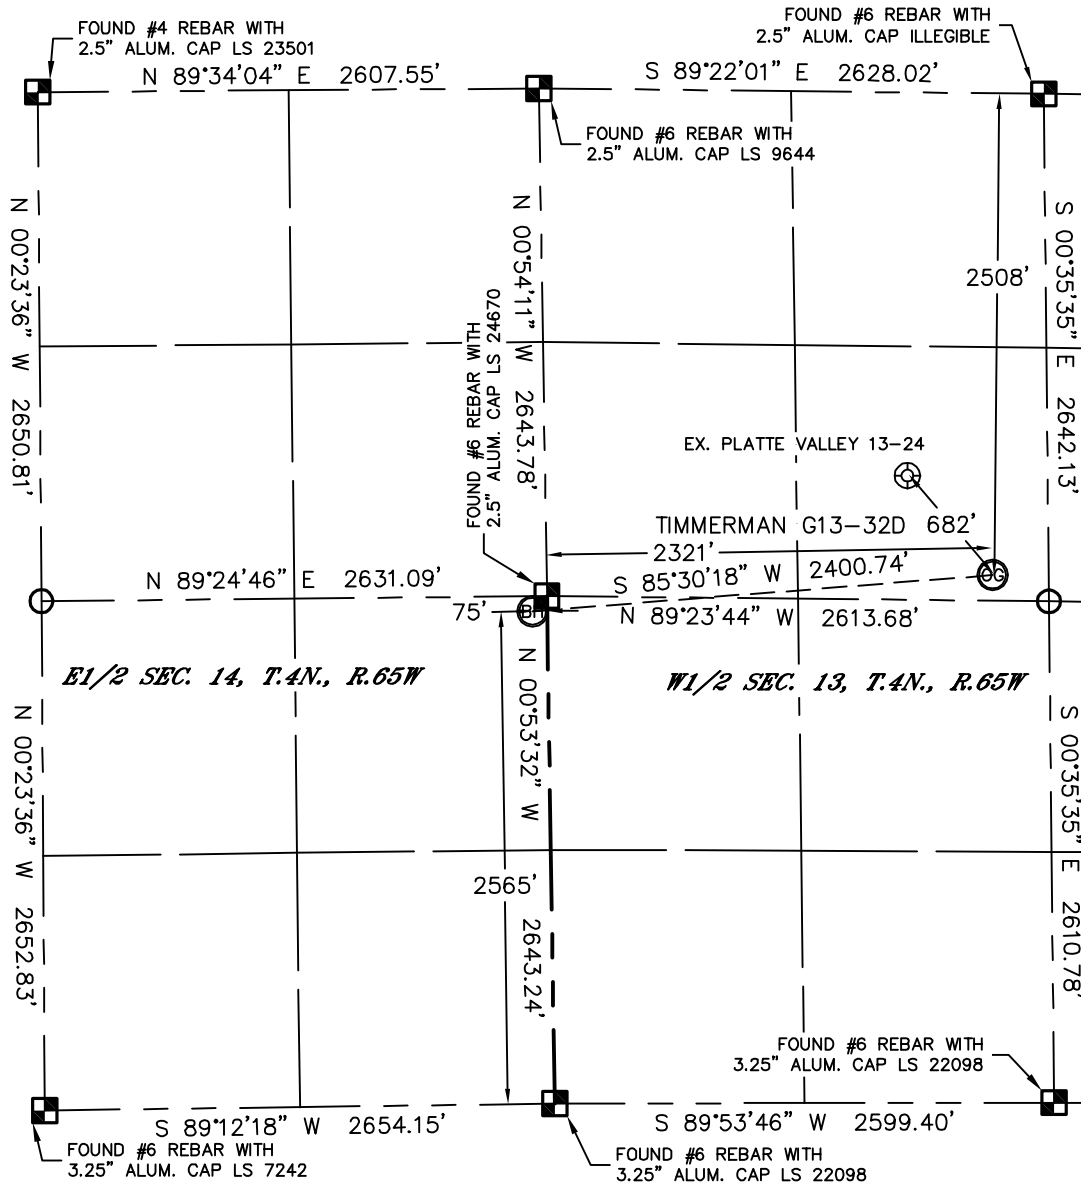 FOUND #4 REBAR WITH
2.5" ALUM. CAP LS 23501
FOUND #6 REBAR WITH
2.5" ALUM. CAP ILLEGIBLE
N 89°34'04" E 2607.55'
S 89°22'01" E 2628.02'
FOUND #6 REBAR WITH
2.5" ALUM. CAP LS 9644
N 00°23'36" W 2650.81'
N 00°54'11" W 2643.78'
S 00°35'35" E 2642.13'
2508'
FOUND #6 REBAR WITH
2.5" ALUM. CAP LS 24670
EX. PLATTE VALLEY 13-24
TIMMERMAN G13-32D 682'
2321'
N 89°24'46" E 2631.09'
S 85°30'18" W 2400.74'
OG
75'
BH
N 89°23'44" W 2613.68'
E1/2 SEC. 14, T.4N., R.65W
W1/2 SEC. 13, T.4N., R.65W
N 00°23'36" W 2652.83'
N 00°53'32" W 2643.24'
S 00°35'35" E 2610.78'
2565'
FOUND #6 REBAR WITH
3.25" ALUM. CAP LS 22098
S 89°12'18" W 2654.15'
S 89°53'46" W 2599.40'
FOUND #6 REBAR WITH
3.25" ALUM. CAP LS 7242
FOUND #6 REBAR WITH
3.25" ALUM. CAP LS 22098